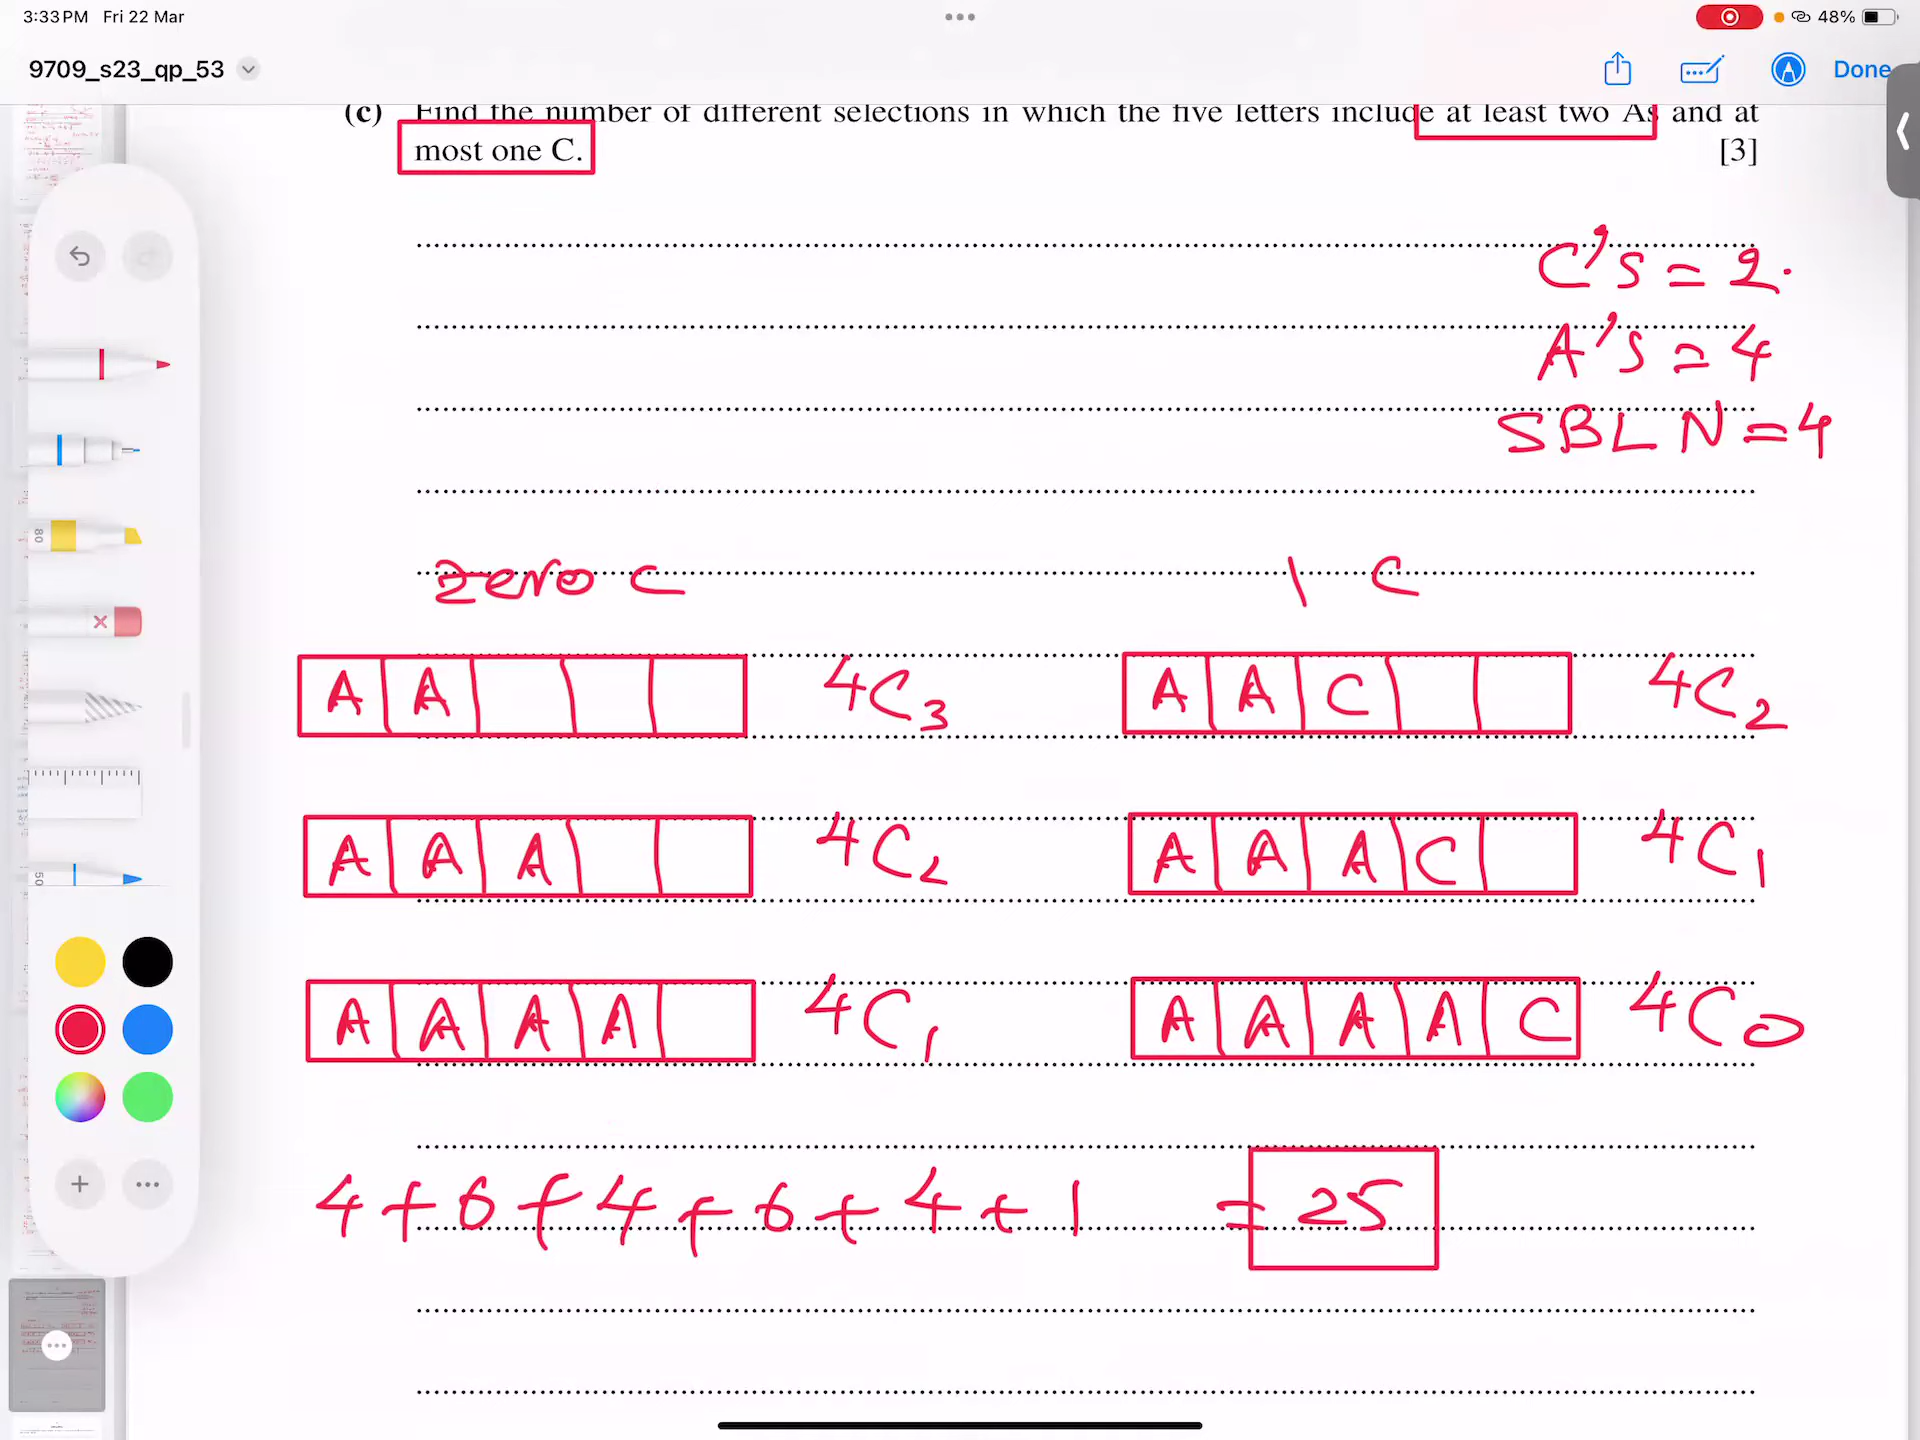 3:33 PM Fri 22 Mar
48%
9709_s23_qp_53
Done
(c) Find the number of different selections in which the five letters include at least two As and at
most one C. [3]
C's = 2.
A's = 4
SBLN = 4
zero C
1 C
A A 4C3
A A C 4C2
A A A 4C2
A A A C 4C1
A A A A 4C1
A A A A C 4C0
4 + 6 + 4 + 6 + 4 + 1 = 25
80
50